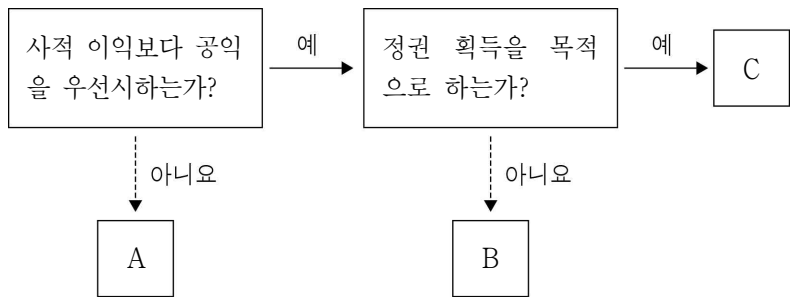 사적 이익보다 공익
을 우선시하는가?
예
정권 획득을 목적
으로 하는가?
예
C
아니요
아니요
A
B